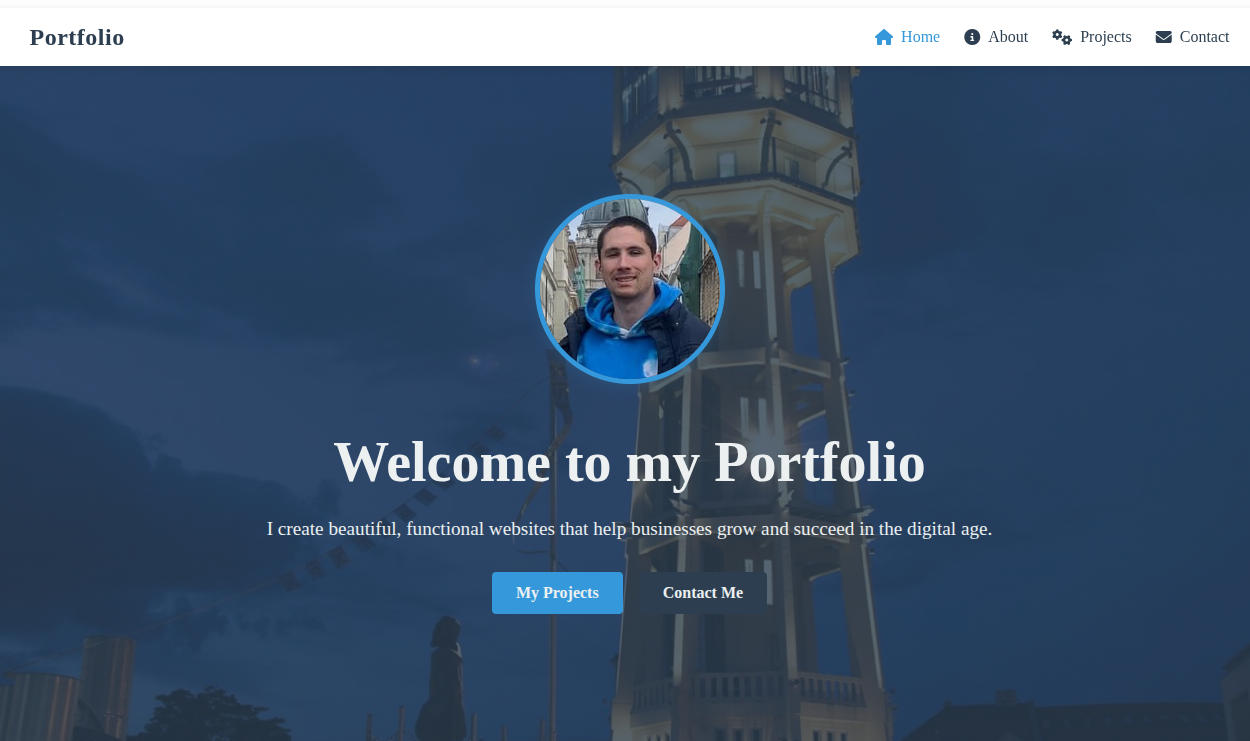 Portfolio
Home About Projects Contact
Welcome to my Portfolio
I create beautiful, functional websites that help businesses grow and succeed in the digital age.
My Projects Contact Me